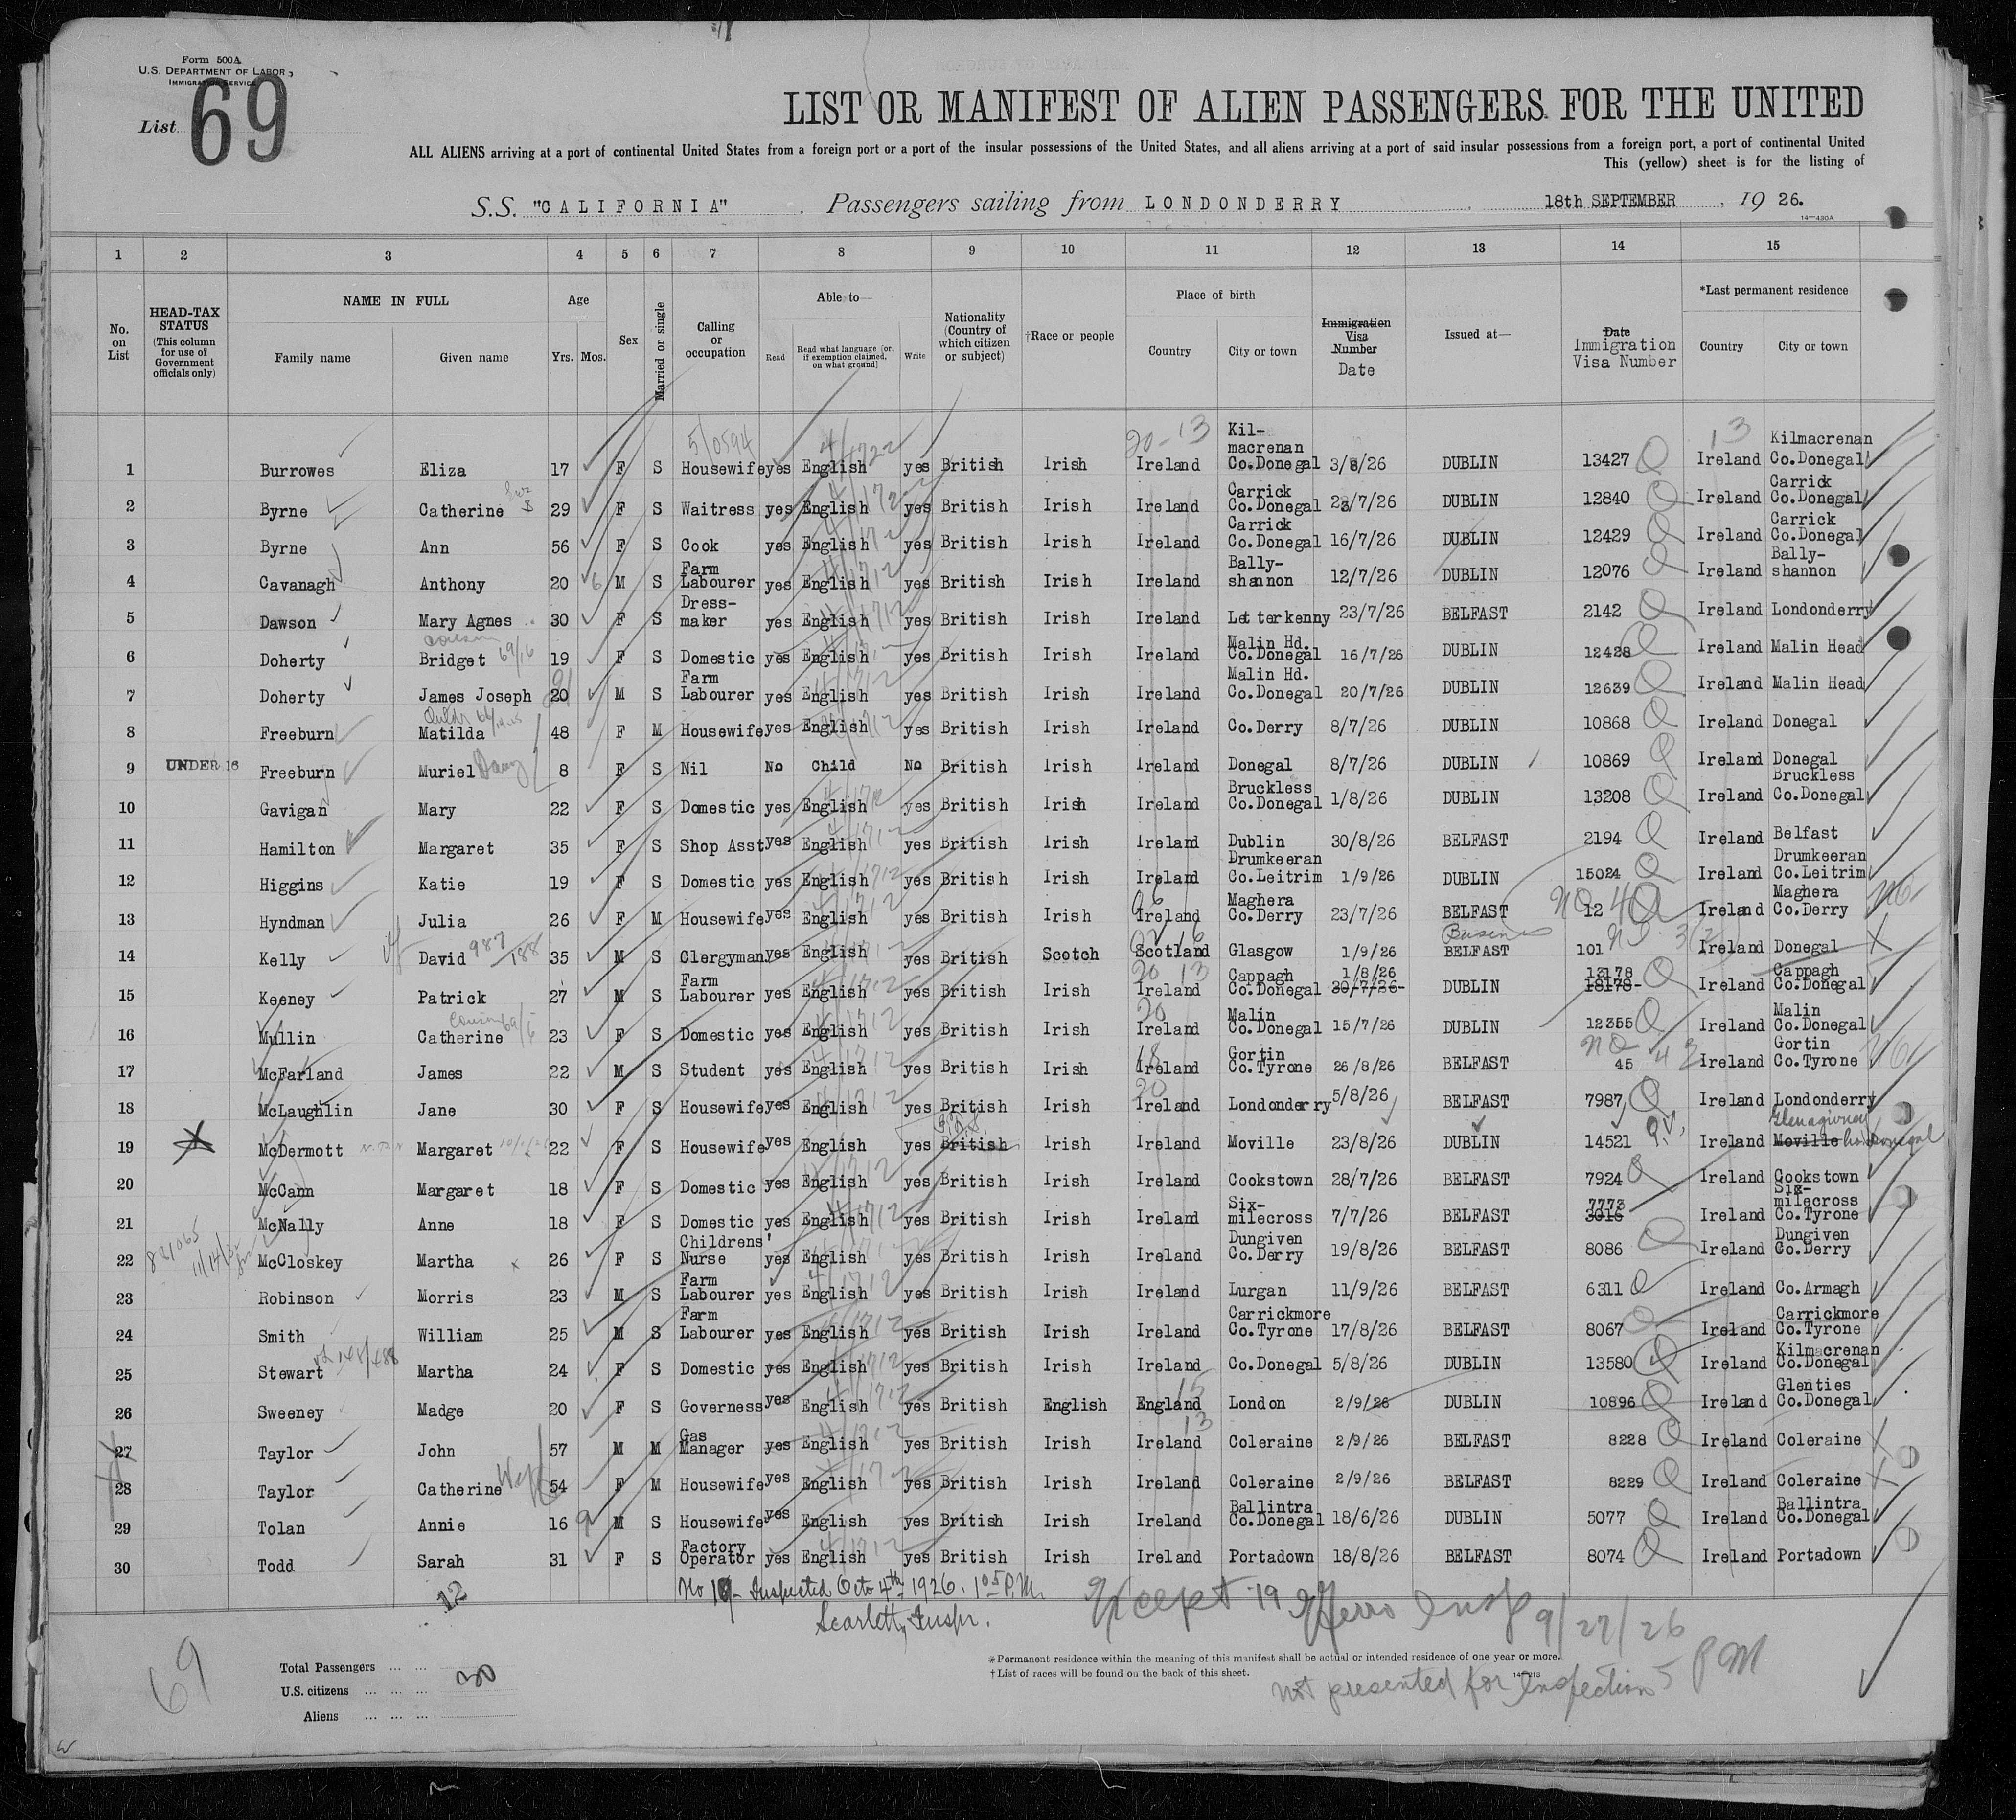 Form 500A
U.S. DEPARTMENT OF LABOR
IMMIGRATION SERVICE
List 69
LIST OR MANIFEST OF ALIEN PASSENGERS FOR THE UNITED
ALL ALIENS arriving at a port of continental United States from a foreign port or a port of the insular possessions of the United States, and all aliens arriving at a port of said insular possessions from a foreign port, a port of continental United
This (yellow) sheet is for the listing of
S.S. "CALIFORNIA" Passengers sailing from LONDONDERRY 18th SEPTEMBER, 19 26.
14—430A
1 2 3 4 5 6 7 8 9 10 11 12 13 14 15
No. on List HEAD-TAX STATUS (This column for use of Government officials only) NAME IN FULL Family name Given name Age Yrs. Mos. Sex Married or single Calling or occupation Able to— Read Read what language [or, if exemption claimed, on what ground] Write Nationality (Country of which citizen or subject) †Race or people Place of birth Country City or town Immigration Visa Number Date Issued at— Date Immigration Visa Number *Last permanent residence Country City or town
1 Burrowes Eliza 17 F S Housewife yes English yes British Irish Ireland Kilmacrenan Co.Donegal 3/8/26 DUBLIN 13427 Ireland Kilmacrenan Co.Donegal
2 Byrne Catherine 29 F S Waitress yes English yes British Irish Ireland Carrick Co.Donegal 23/7/26 DUBLIN 12840 Ireland Carrick Co.Donegal
3 Byrne Ann 56 F S Cook yes English yes British Irish Ireland Carrick Co.Donegal 16/7/26 DUBLIN 12429 Ireland Carrick Co.Donegal
4 Cavanagh Anthony 20 6 M S Farm Labourer yes English yes British Irish Ireland Bally-shannon 12/7/26 DUBLIN 12076 Ireland Bally-shannon
5 Dawson Mary Agnes 30 F S Dress-maker yes English yes British Irish Ireland Letterkenny 23/7/26 BELFAST 2142 Ireland Londonderry
6 Doherty Bridget cousin 69/16 19 F S Domestic yes English yes British Irish Ireland Malin Hd. Co.Donegal 16/7/26 DUBLIN 12428 Ireland Malin Head
7 Doherty James Joseph 20 M S Farm Labourer yes English yes British Irish Ireland Malin Hd. Co.Donegal 20/7/26 DUBLIN 12639 Ireland Malin Head
8 Freeburn Matilda 48 F M Housewife yes English yes British Irish Ireland Co.Derry 8/7/26 DUBLIN 10868 Ireland Donegal
9 UNDER 16 Freeburn Muriel 8 F S Nil No Child No British Irish Ireland Donegal 8/7/26 DUBLIN 10869 Ireland Donegal
10 Gavigan Mary 22 F S Domestic yes English yes British Irish Ireland Bruckless Co.Donegal 1/8/26 DUBLIN 13208 Ireland Bruckless Co.Donegal
11 Hamilton Margaret 35 F S Shop Asst yes English yes British Irish Ireland Dublin 30/8/26 BELFAST 2194 Ireland Belfast
12 Higgins Katie 19 F S Domestic yes English yes British Irish Ireland Drumkeeran Co.Leitrim 1/9/26 DUBLIN 15024 Ireland Drumkeeran Co.Leitrim
13 Hyndman Julia 26 F M Housewife yes English yes British Irish Ireland Maghera Co.Derry 23/7/26 BELFAST 12 Ireland Maghera Co.Derry
14 Kelly David 35 M S Clergyman yes English yes British Scotch Scotland Glasgow 1/9/26 BELFAST 101 Ireland Donegal
15 Keeney Patrick 27 M S Farm Labourer yes English yes British Irish Ireland Cappagh Co.Donegal 1/8/26 30/7/26 DUBLIN 13178 18178 Ireland Cappagh Co.Donegal
16 Mullin Catherine cousin 69/6 23 F S Domestic yes English yes British Irish Ireland Malin Co.Donegal 15/7/26 DUBLIN 12355 Ireland Malin Co.Donegal
17 McFarland James 22 M S Student yes English yes British Irish Ireland Gortin Co.Tyrone 26/8/26 BELFAST 45 Ireland Gortin Co.Tyrone
18 McLaughlin Jane 30 F S Housewife yes English yes British Irish Ireland Londonderry 5/8/26 BELFAST 7987 Ireland Londonderry
19 McDermott Margaret 22 F S Housewife yes English yes British Irish Ireland Moville 23/8/26 DUBLIN 14521 Q.V. Ireland Moville
20 McCann Margaret 18 F S Domestic yes English yes British Irish Ireland Cookstown 28/7/26 BELFAST 7924 Ireland Cookstown
21 McNally Anne 18 F S Domestic yes English yes British Irish Ireland Six-milecross 7/7/26 BELFAST 7773 3016 Ireland Six-milecross Co.Tyrone
22 McCloskey Martha 26 F S Childrens' Nurse yes English yes British Irish Ireland Dungiven Co.Derry 19/8/26 BELFAST 8086 Ireland Dungiven Co.Derry
23 Robinson Morris 23 M S Farm Labourer yes English yes British Irish Ireland Lurgan 11/9/26 BELFAST 6311 Ireland Co.Armagh
24 Smith William 25 M S Farm Labourer yes English yes British Irish Ireland Carrickmore Co.Tyrone 17/8/26 BELFAST 8067 Ireland Carrickmore Co.Tyrone
25 Stewart Martha 24 F S Domestic yes English yes British Irish Ireland Co.Donegal 5/8/26 DUBLIN 13580 Ireland Kilmacrenan Co.Donegal
26 Sweeney Madge 20 F S Governess yes English yes British English England London 2/9/26 DUBLIN 10896 Ireland Glenties Co.Donegal
27 Taylor John 57 M M Gas Manager yes English yes British Irish Ireland Coleraine 2/9/26 BELFAST 8228 Ireland Coleraine
28 Taylor Catherine Wife 54 F M Housewife yes English yes British Irish Ireland Coleraine 2/9/26 BELFAST 8229 Ireland Coleraine
29 Tolan Annie 16 9 M S Housewife yes English yes British Irish Ireland Ballintra Co.Donegal 18/6/26 DUBLIN 5077 Ireland Ballintra Co.Donegal
30 Todd Sarah 31 F S Factory Operator yes English yes British Irish Ireland Portadown 18/8/26 BELFAST 8074 Ireland Portadown
12
No 19- Inspected Octo 4th 1926. 1 05 P.M.
Scarlett, Inspr.
Except 19 Insp 9/27/26
5 PM
not presented for Inspection
69
Total Passengers ... ... 30
U.S. citizens ... ... ...
Aliens ... ... ...
*Permanent residence within the meaning of this manifest shall be actual or intended residence of one year or more.
†List of races will be found on the back of this sheet.